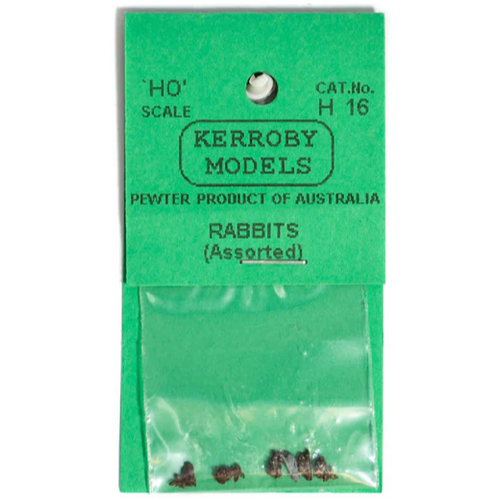 `HO'
SCALE
CAT.No.
H 16
KERROBY
MODELS
PEWTER PRODUCT OF AUSTRALIA
RABBITS
(Assorted)